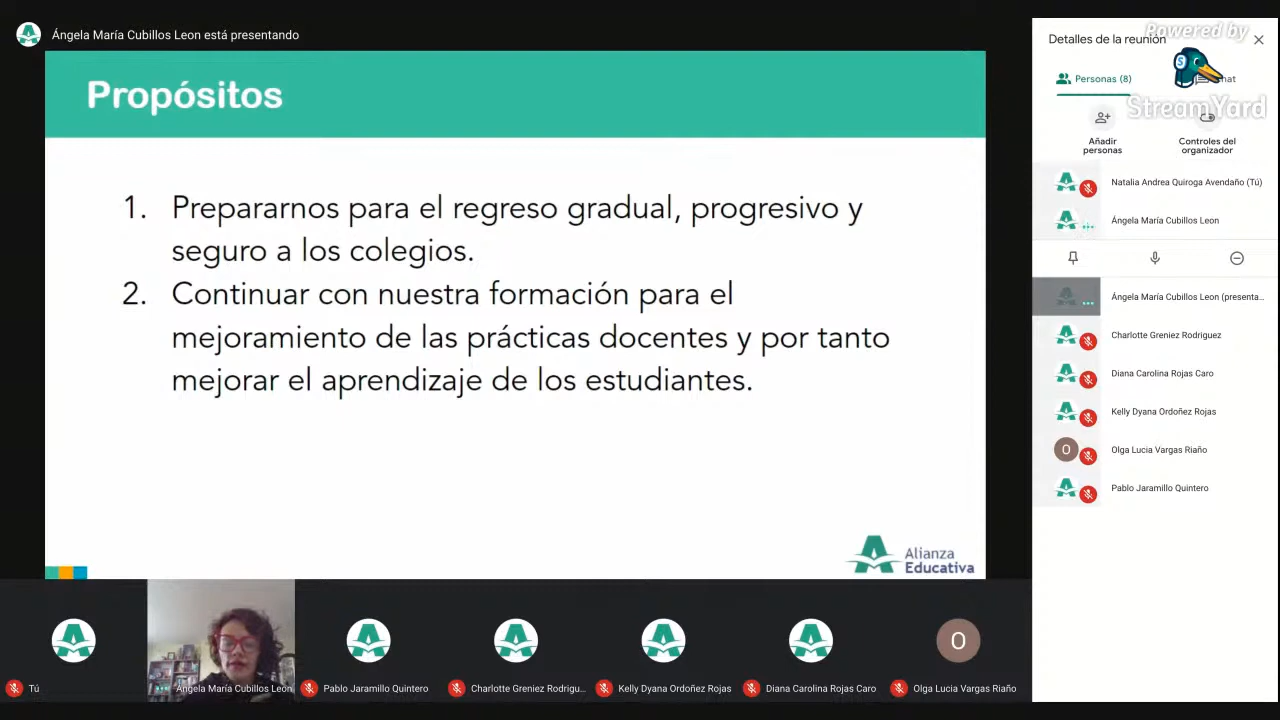 Ángela María Cubillos Leon está presentando
Propósitos
1. Prepararnos para el regreso gradual, progresivo y
seguro a los colegios.
2. Continuar con nuestra formación para el
mejoramiento de las prácticas docentes y por tanto
mejorar el aprendizaje de los estudiantes.
Alianza
Educativa
Tú
Ángela María Cubillos Leon
Pablo Jaramillo Quintero
Charlotte Greniez Rodrigu...
Kelly Dyana Ordoñez Rojas
Diana Carolina Rojas Caro
O
Olga Lucia Vargas Riaño
Powered by
StreamYard
Detalles de la reunión
Personas (8)
Añadir
personas
Controles del
organizador
Natalia Andrea Quiroga Avendaño (Tú)
Ángela María Cubillos Leon
Ángela María Cubillos Leon (presenta...
Charlotte Greniez Rodriguez
Diana Carolina Rojas Caro
Kelly Dyana Ordoñez Rojas
O
Olga Lucia Vargas Riaño
Pablo Jaramillo Quintero